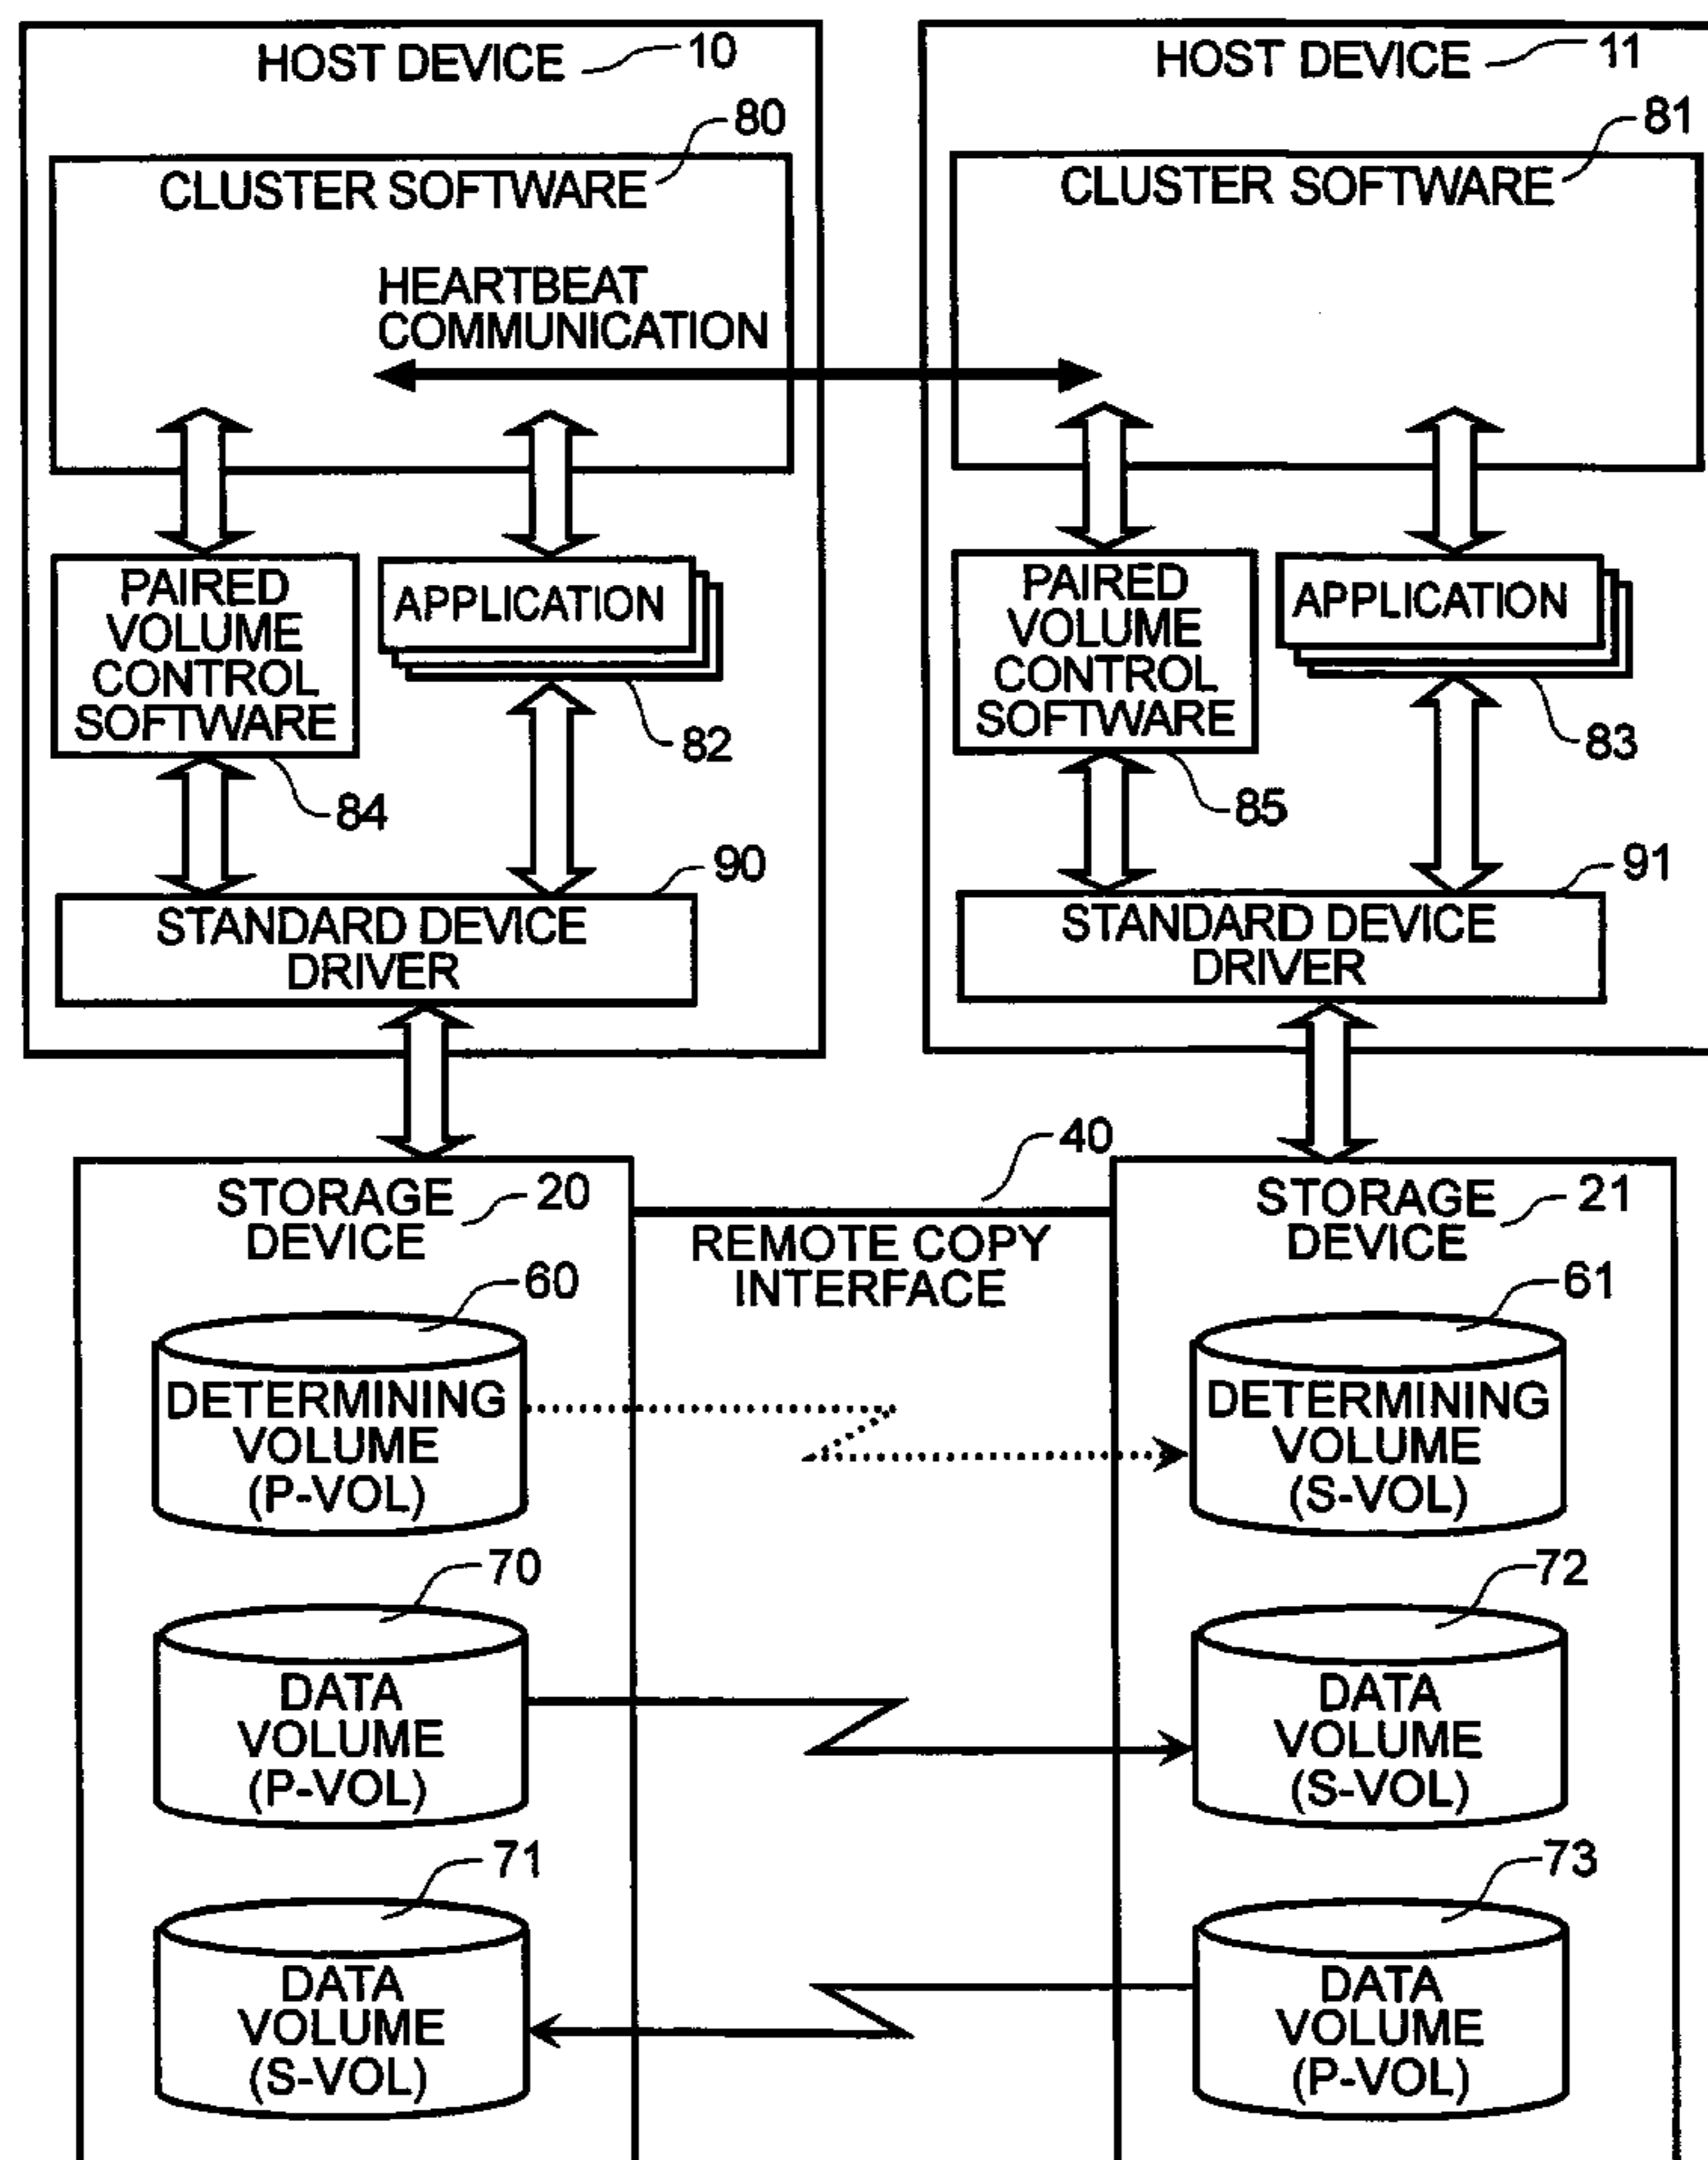 HOST DEVICE 10
CLUSTER SOFTWARE 80
HEARTBEAT
COMMUNICATION
PAIRED
VOLUME
CONTROL
SOFTWARE
84
APPLICATION
82
STANDARD DEVICE
DRIVER
90
HOST DEVICE 11
CLUSTER SOFTWARE 81
PAIRED
VOLUME
CONTROL
SOFTWARE
85
APPLICATION
83
STANDARD DEVICE
DRIVER
91
STORAGE
DEVICE
20
40
REMOTE COPY
INTERFACE
STORAGE
DEVICE
21
60
DETERMINING
VOLUME
(P-VOL)
61
DETERMINING
VOLUME
(S-VOL)
70
DATA
VOLUME
(P-VOL)
72
DATA
VOLUME
(S-VOL)
71
DATA
VOLUME
(S-VOL)
73
DATA
VOLUME
(P-VOL)